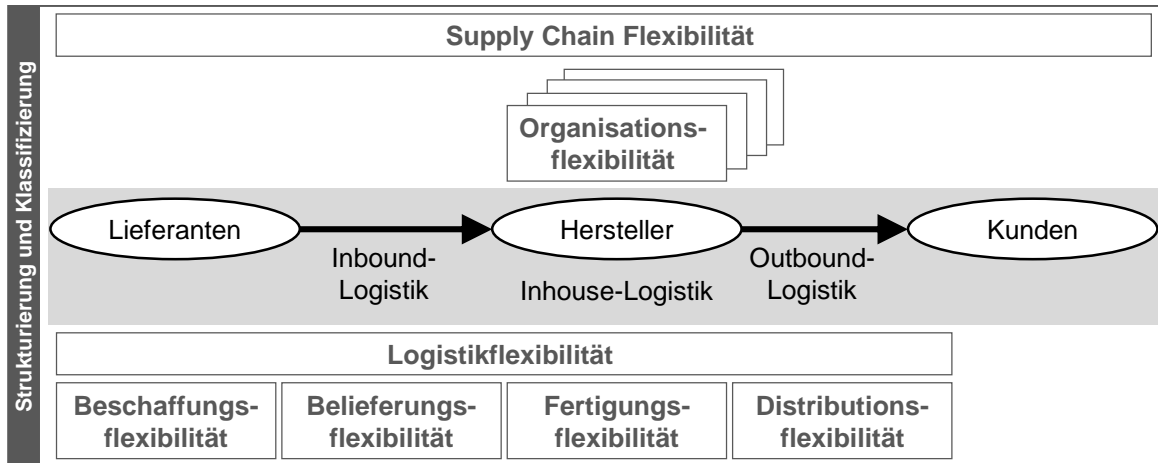 Strukturierung und Klassifizierung
Supply Chain Flexibilität
Organisations-
flexibilität
Lieferanten
Hersteller
Kunden
Inbound-
Logistik
Inhouse-Logistik
Outbound-
Logistik
Logistikflexibilität
Beschaffungs-
flexibilität
Belieferungs-
flexibilität
Fertigungs-
flexibilität
Distributions-
flexibilität